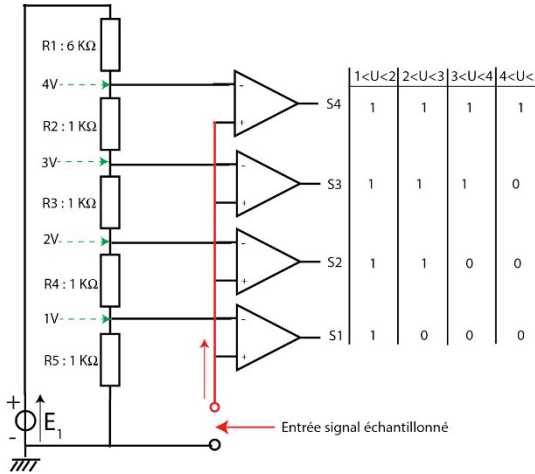 R1 : 6 KΩ
4V
R2 : 1 KΩ
3V
R3 : 1 KΩ
2V
R4 : 1 KΩ
1V
R5 : 1 KΩ
+
-
E1
-
+
-
+
-
+
-
+
Entrée signal échantillonné
1<U<2 2<U<3 3<U<4 4<U<
S4 1 1 1 1
S3 1 1 1 0
S2 1 1 0 0
S1 1 0 0 0